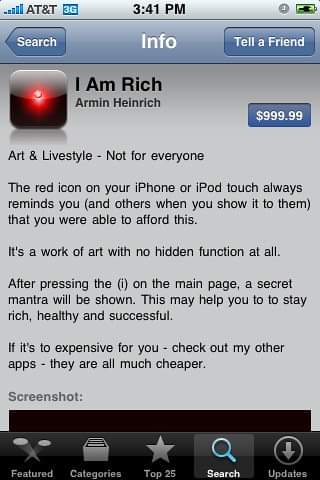 AT&T 3G 3:41 PM
Search Info Tell a Friend
I Am Rich
Armin Heinrich
$999.99
Art & Livestyle - Not for everyone
The red icon on your iPhone or iPod touch always
reminds you (and others when you show it to them)
that you were able to afford this.
It's a work of art with no hidden function at all.
After pressing the (i) on the main page, a secret
mantra will be shown. This may help you to to stay
rich, healthy and successful.
If it's to expensive for you - check out my other
apps - they are all much cheaper.
Screenshot:
Featured Categories Top 25 Search Updates